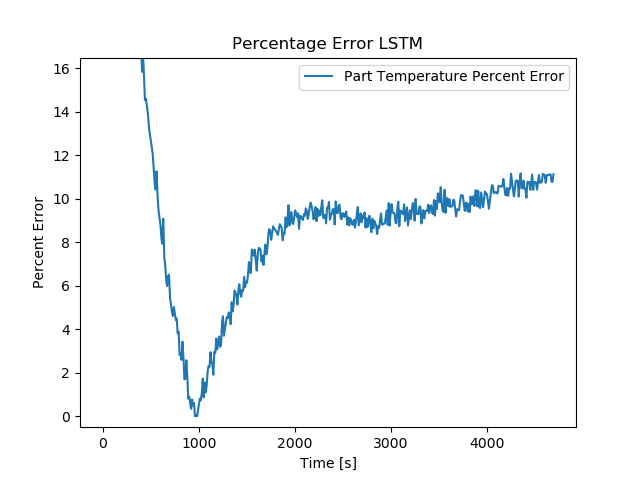 Percentage Error LSTM
Part Temperature Percent Error
Percent Error
16
14
12
10
8
6
4
2
0
0 1000 2000 3000 4000
Time [s]